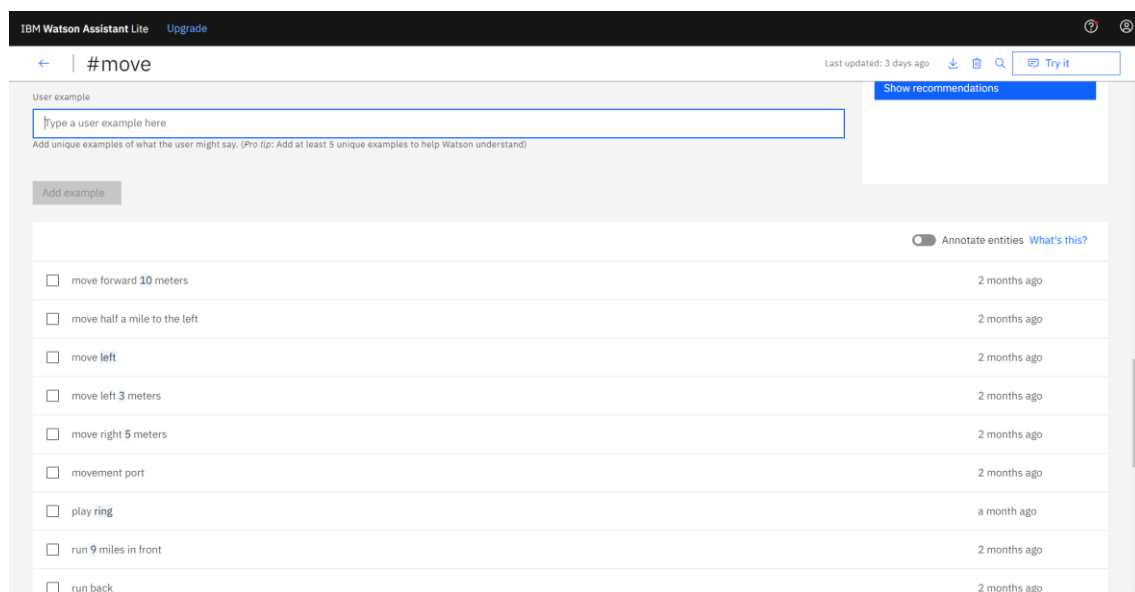 IBM Watson Assistant Lite Upgrade
#move
Last updated: 3 days ago
Try it
User example
Show recommendations
Type a user example here
Add unique examples of what the user might say. (Pro tip: Add at least 5 unique examples to help Watson understand)
Add example
Annotate entities What's this?
move forward 10 meters 2 months ago
move half a mile to the left 2 months ago
move left 2 months ago
move left 3 meters 2 months ago
move right 5 meters 2 months ago
movement port 2 months ago
play ring a month ago
run 9 miles in front 2 months ago
run back 2 months ago